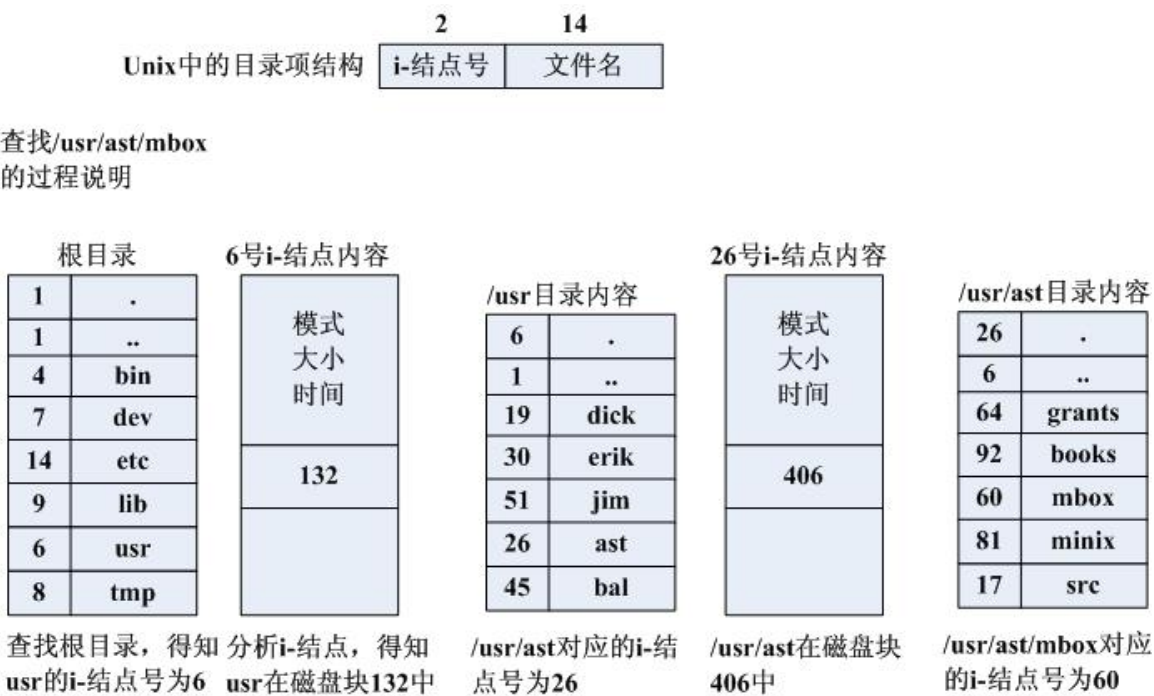 2 14
Unix中的目录项结构 i-结点号 文件名
查找/usr/ast/mbox
的过程说明
根目录
1 .
1 ..
4 bin
7 dev
14 etc
9 lib
6 usr
8 tmp
查找根目录，得知
usr的i-结点号为6
6号i-结点内容
模式
大小
时间
132
分析i-结点，得知
usr在磁盘块132中
/usr目录内容
6 .
1 ..
19 dick
30 erik
51 jim
26 ast
45 bal
/usr/ast对应的i-结
点号为26
26号i-结点内容
模式
大小
时间
406
/usr/ast在磁盘块
406中
/usr/ast目录内容
26 .
6 ..
64 grants
92 books
60 mbox
81 minix
17 src
/usr/ast/mbox对应
的i-结点号为60